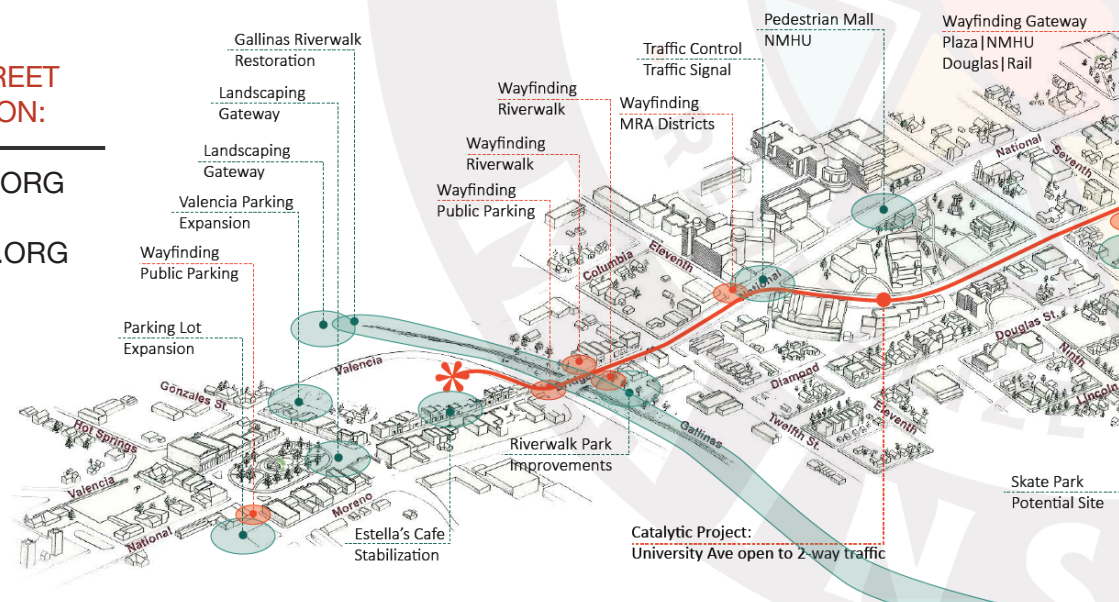 REET
ON:
.ORG
.ORG
Gallinas Riverwalk
Restoration
Landscaping
Gateway
Landscaping
Gateway
Valencia Parking
Expansion
Wayfinding
Public Parking
Parking Lot
Expansion
Wayfinding
Riverwalk
Wayfinding
Riverwalk
Wayfinding
Public Parking
Wayfinding
MRA Districts
Traffic Control
Traffic Signal
Pedestrian Mall
NMHU
Wayfinding Gateway
Plaza|NMHU
Douglas|Rail
National
Seventh
Columbia
Eleventh
National
Douglas St.
Ninth
Lincoln
Diamond
Eleventh
Twelfth St.
Gallinas
Valencia
Gonzales St.
Hot Springs
Valencia
National
Moreno
Riverwalk Park
Improvements
Estella's Cafe
Stabilization
Catalytic Project:
University Ave open to 2-way traffic
Skate Park
Potential Site